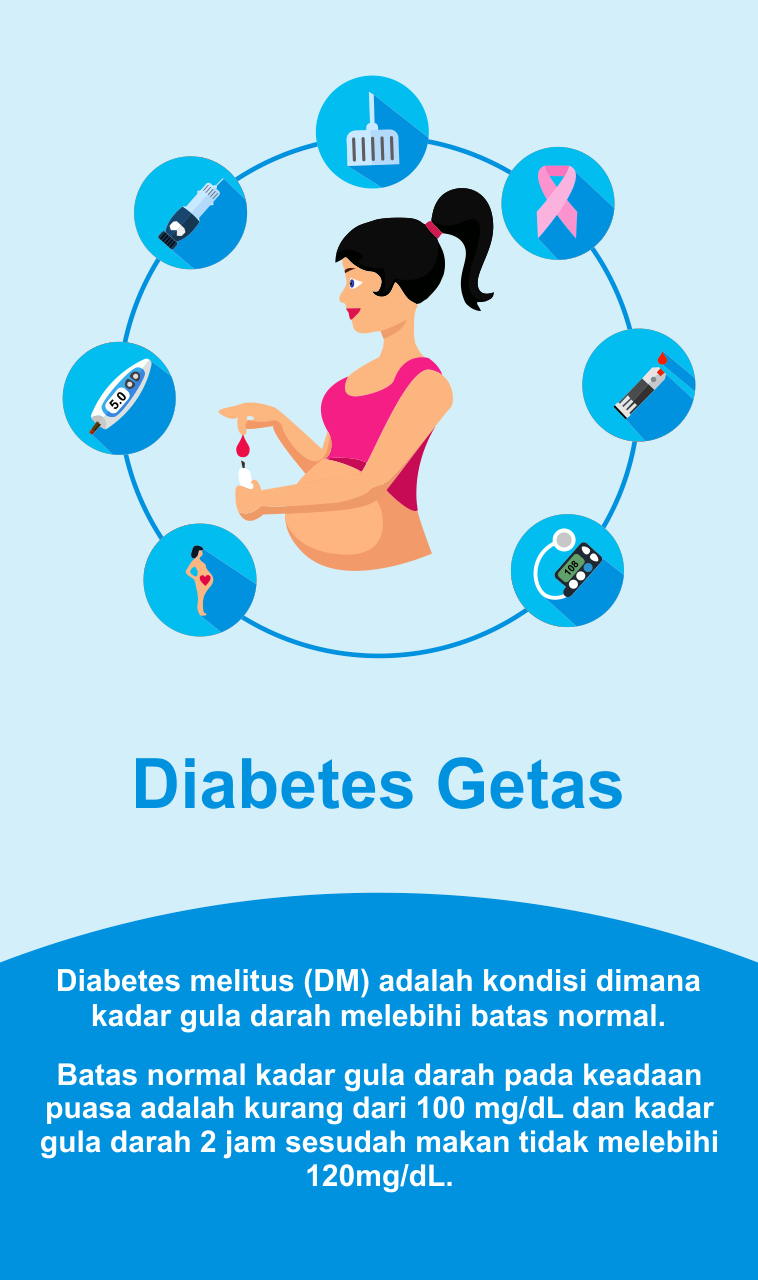 5.0
108
Diabetes Getas
Diabetes melitus (DM) adalah kondisi dimana
kadar gula darah melebihi batas normal.
Batas normal kadar gula darah pada keadaan
puasa adalah kurang dari 100 mg/dL dan kadar
gula darah 2 jam sesudah makan tidak melebihi
120mg/dL.